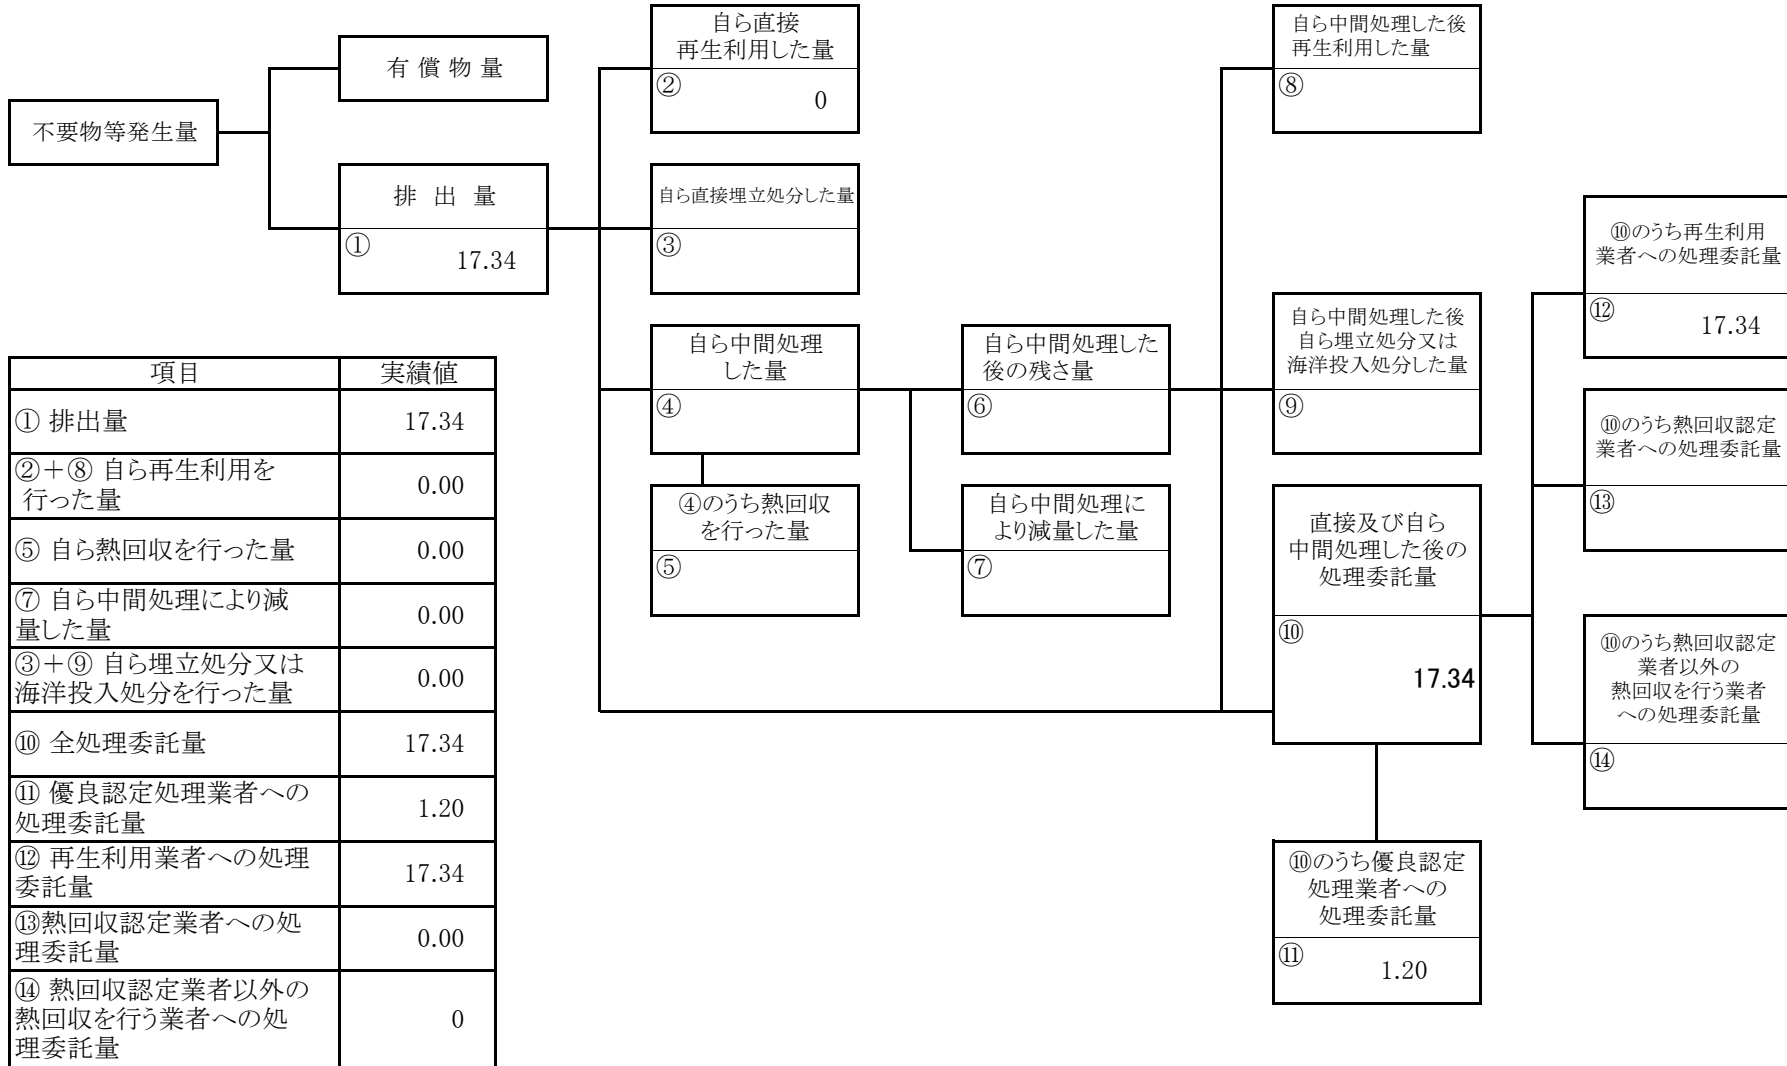 不要物等発生量
有 償 物 量
排 出 量
①
17.34
自ら直接
再生利用した量
②
0
自ら直接埋立処分した量
③
自ら中間処理
した量
④
④のうち熱回収
を行った量
⑤
自ら中間処理した
後の残さ量
⑥
自ら中間処理に
より減量した量
⑦
自ら中間処理した後
再生利用した量
⑧
自ら中間処理した後
自ら埋立処分又は
海洋投入処分した量
⑨
直接及び自ら
中間処理した後の
処理委託量
⑩
17.34
⑩のうち優良認定
処理業者への
処理委託量
⑪
1.20
⑩のうち再生利用
業者への処理委託量
⑫
17.34
⑩のうち熱回収認定
業者への処理委託量
⑬
⑩のうち熱回収認定
業者以外の
熱回収を行う業者
への処理委託量
⑭
項目 実績値
① 排出量 17.34
②+⑧ 自ら再生利用を
行った量 0.00
⑤ 自ら熱回収を行った量 0.00
⑦ 自ら中間処理により減
量した量 0.00
③+⑨ 自ら埋立処分又は
海洋投入処分を行った量 0.00
⑩ 全処理委託量 17.34
⑪ 優良認定処理業者への
処理委託量 1.20
⑫ 再生利用業者への処理
委託量 17.34
⑬熱回収認定業者への処
理委託量 0.00
⑭ 熱回収認定業者以外の
熱回収を行う業者への処 0
理委託量